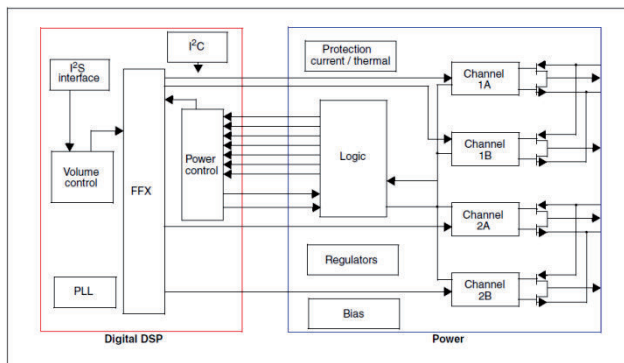 I²C
I²S
interface
Volume
control
PLL
FFX
Power
control
Digital DSP
Protection
current / thermal
Logic
Regulators
Bias
Channel
1A
Channel
1B
Channel
2A
Channel
2B
Power